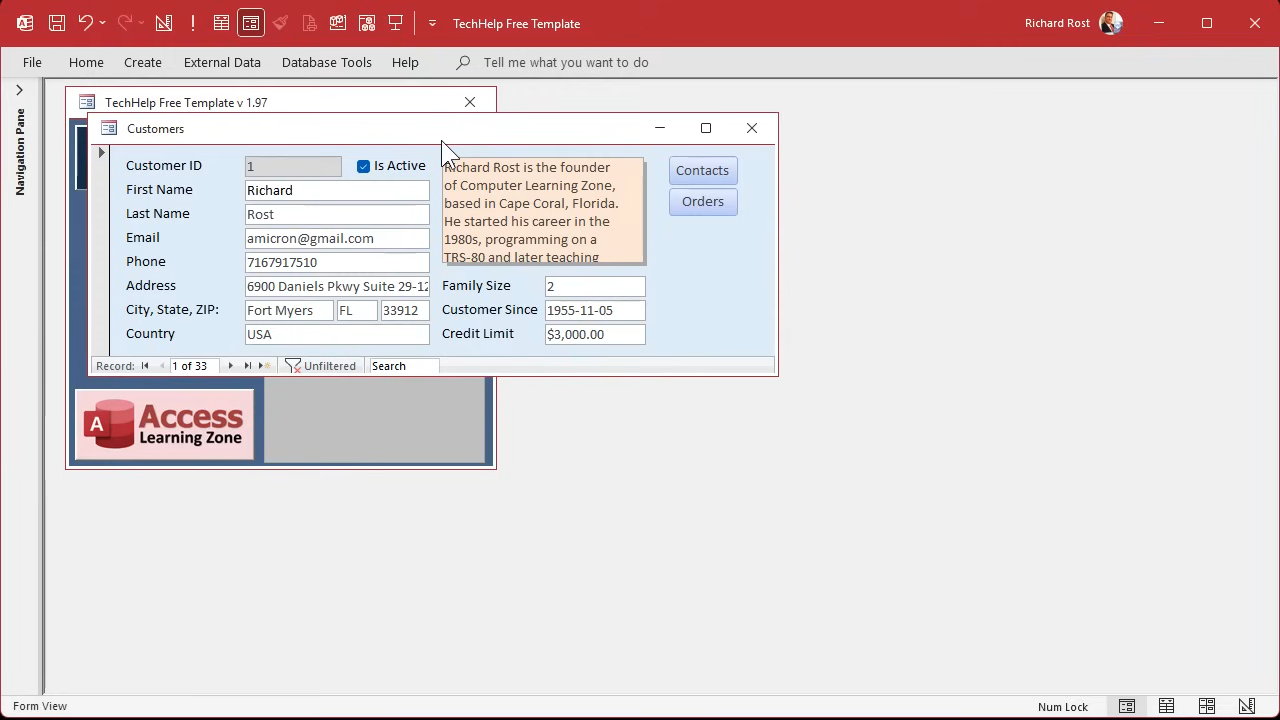 TechHelp Free Template
Richard Rost
File Home Create External Data Database Tools Help Tell me what you want to do
Navigation Pane
TechHelp Free Template v 1.97
Customers
Customer ID 1 Is Active
First Name Richard
Last Name Rost
Email amicron@gmail.com
Phone 7167917510
Address 6900 Daniels Pkwy Suite 29-12
City, State, ZIP: Fort Myers FL 33912
Country USA
Richard Rost is the founder
of Computer Learning Zone,
based in Cape Coral, Florida.
He started his career in the
1980s, programming on a
TRS-80 and later teaching
Family Size 2
Customer Since 1955-11-05
Credit Limit $3,000.00
Contacts
Orders
Record: 1 of 33 Unfiltered Search
A Access
Learning Zone
Form View
Num Lock